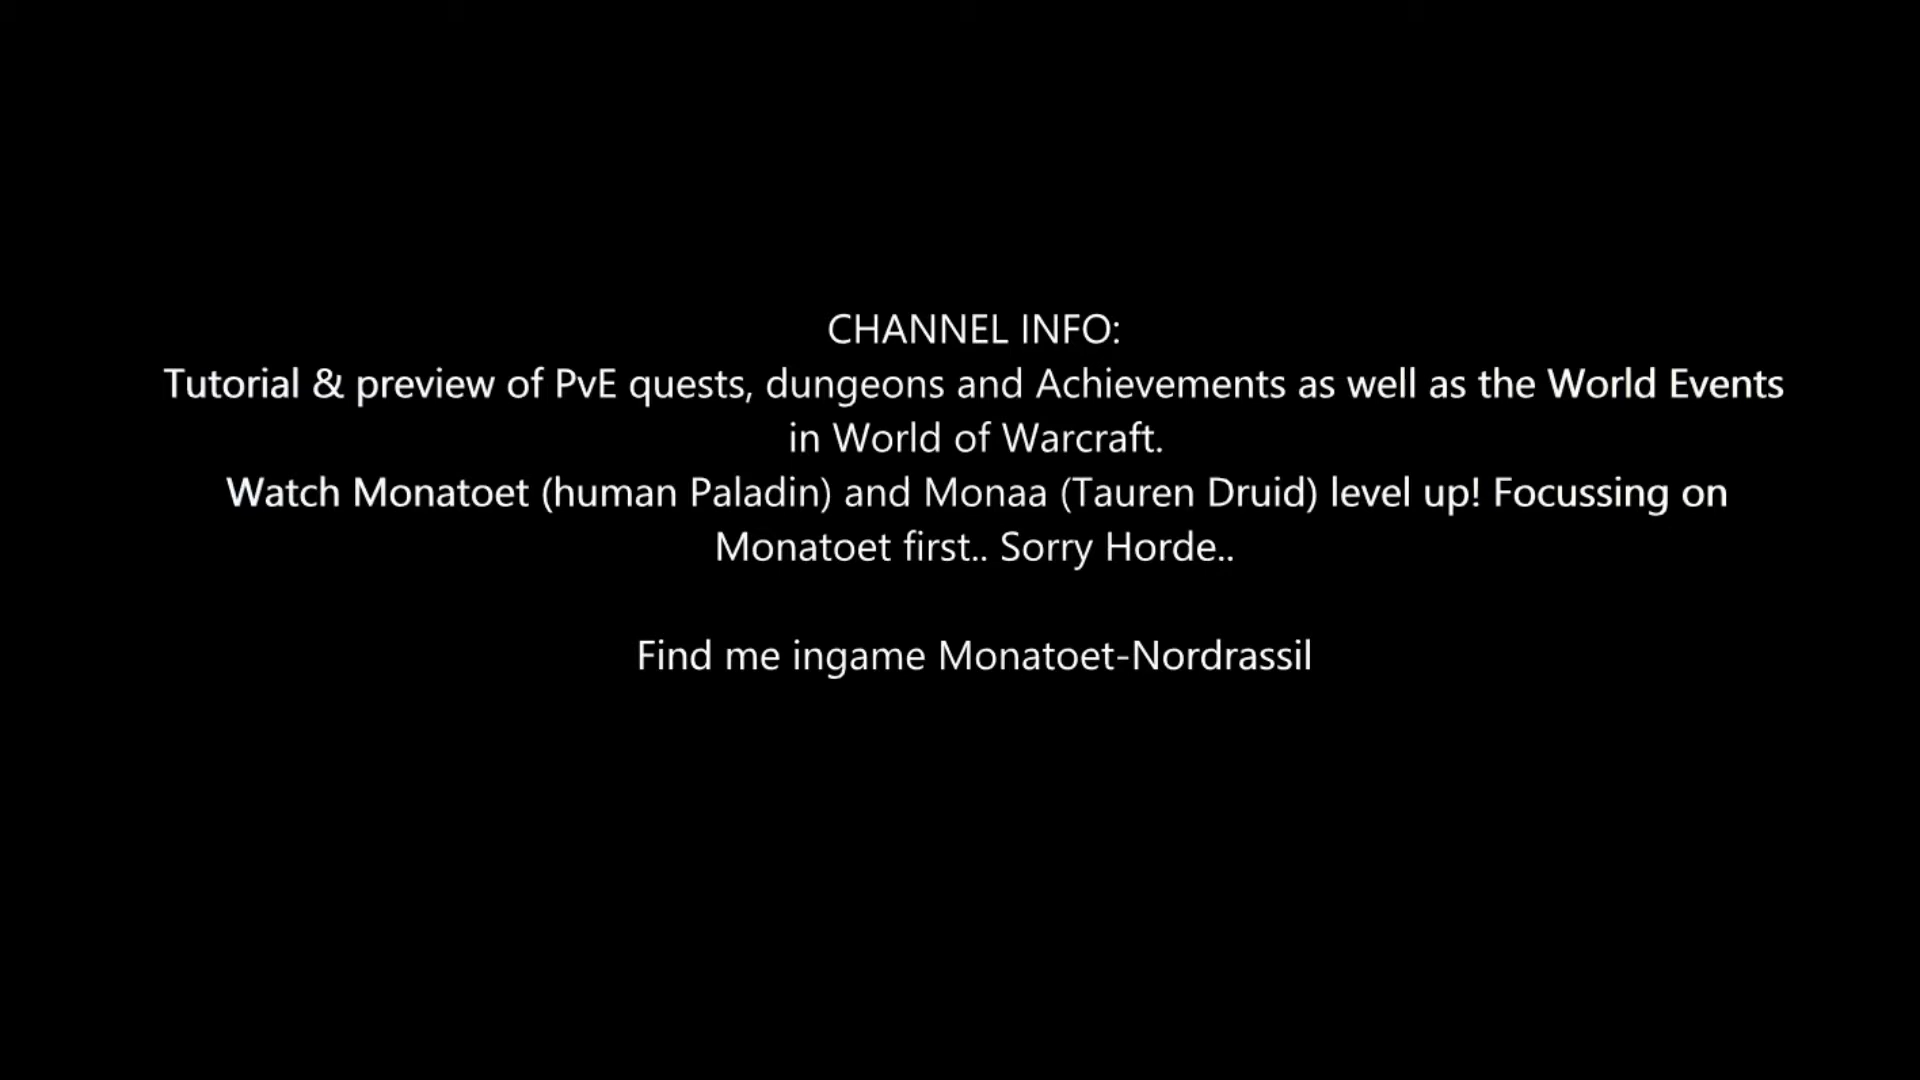 CHANNEL INFO:
Tutorial & preview of PvE quests, dungeons and Achievements as well as the World Events
in World of Warcraft.
Watch Monatoet (human Paladin) and Monaa (Tauren Druid) level up! Focussing on
Monatoet first.. Sorry Horde..
Find me ingame Monatoet-Nordrassil